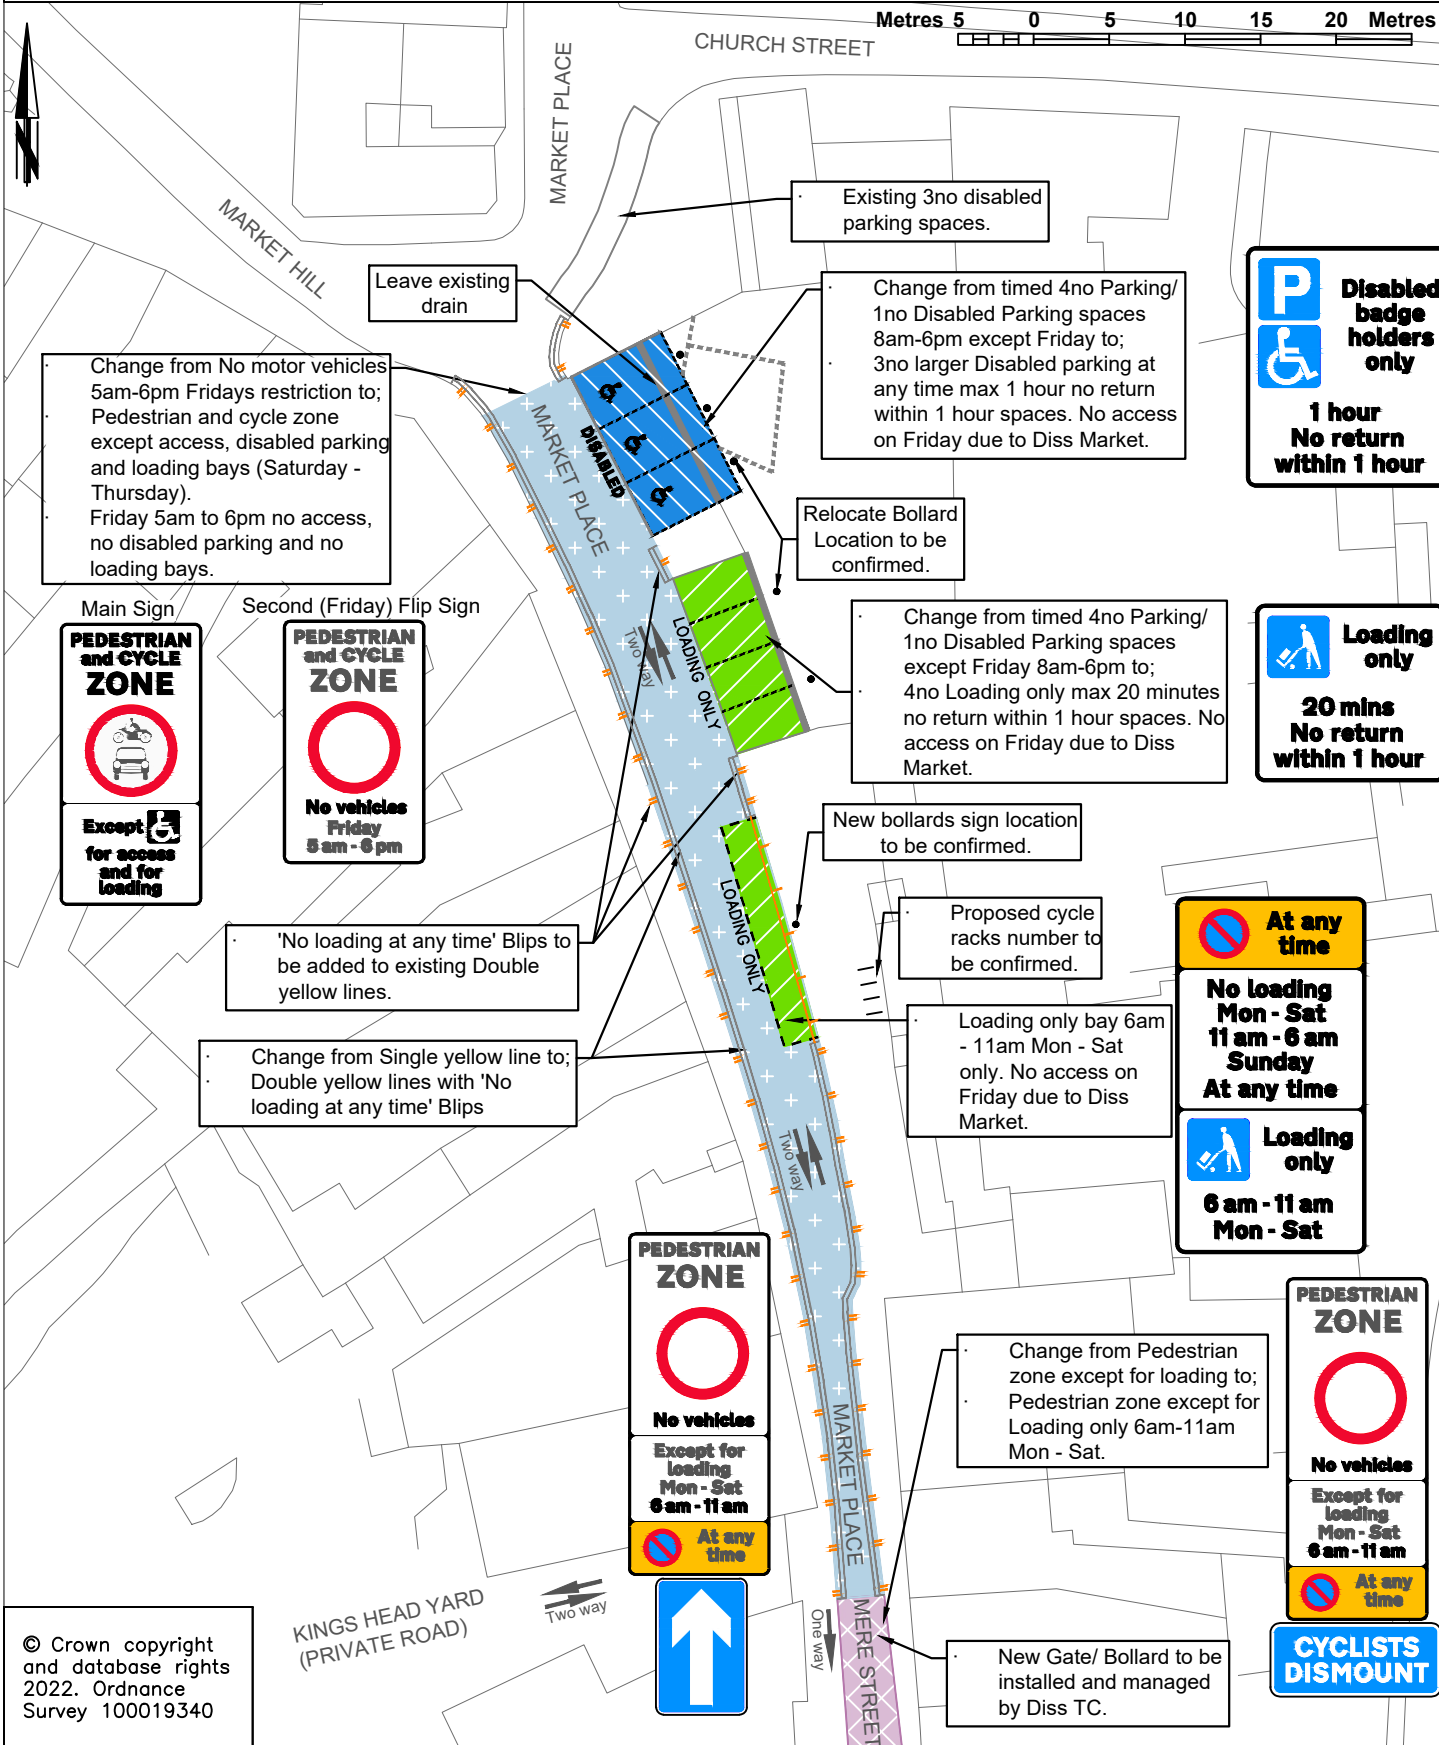 Metres 5 0 5 10 15 20 Metres
CHURCH STREET
MARKET PLACE
MARKET HILL
N
· Existing 3no disabled
parking spaces.
Leave existing
drain
· Change from timed 4no Parking/
1no Disabled Parking spaces
8am-6pm except Friday to;
· 3no larger Disabled parking at
any time max 1 hour no return
within 1 hour spaces. No access
on Friday due to Diss Market.
P Disabled
badge
holders
only
1 hour
No return
within 1 hour
· Change from No motor vehicles
5am-6pm Fridays restriction to;
· Pedestrian and cycle zone
except access, disabled parking
and loading bays (Saturday -
Thursday).
· Friday 5am to 6pm no access,
no disabled parking and no
loading bays.
MARKET PLACE
DISABLED
Relocate Bollard
Location to be
confirmed.
Main Sign
PEDESTRIAN
and CYCLE
ZONE
Except
for access
and for
loading
Second (Friday) Flip Sign
PEDESTRIAN
and CYCLE
ZONE
No vehicles
Friday
5 am - 6 pm
Two way
LOADING ONLY
· Change from timed 4no Parking/
1no Disabled Parking spaces
except Friday 8am-6pm to;
· 4no Loading only max 20 minutes
no return within 1 hour spaces. No
access on Friday due to Diss
Market.
Loading
only
20 mins
No return
within 1 hour
New bollards sign location
to be confirmed.
LOADING ONLY
· Proposed cycle
racks number to
be confirmed.
· 'No loading at any time' Blips to
be added to existing Double
yellow lines.
· Change from Single yellow line to;
· Double yellow lines with 'No
loading at any time' Blips
· Loading only bay 6am
- 11am Mon - Sat
only. No access on
Friday due to Diss
Market.
At any
time
No loading
Mon - Sat
11 am - 6 am
Sunday
At any time
Loading
only
6 am - 11 am
Mon - Sat
Two way
PEDESTRIAN
ZONE
No vehicles
Except for
loading
Mon - Sat
6 am - 11 am
At any
time
· Change from Pedestrian
zone except for loading to;
· Pedestrian zone except for
Loading only 6am-11am
Mon - Sat.
PEDESTRIAN
ZONE
No vehicles
Except for
loading
Mon - Sat
6 am - 11 am
At any
time
CYCLISTS
DISMOUNT
MARKET PLACE
KINGS HEAD YARD
(PRIVATE ROAD)
Two way
One way
MERE STREET
· New Gate/ Bollard to be
installed and managed
by Diss TC.
© Crown copyright
and database rights
2022. Ordnance
Survey 100019340